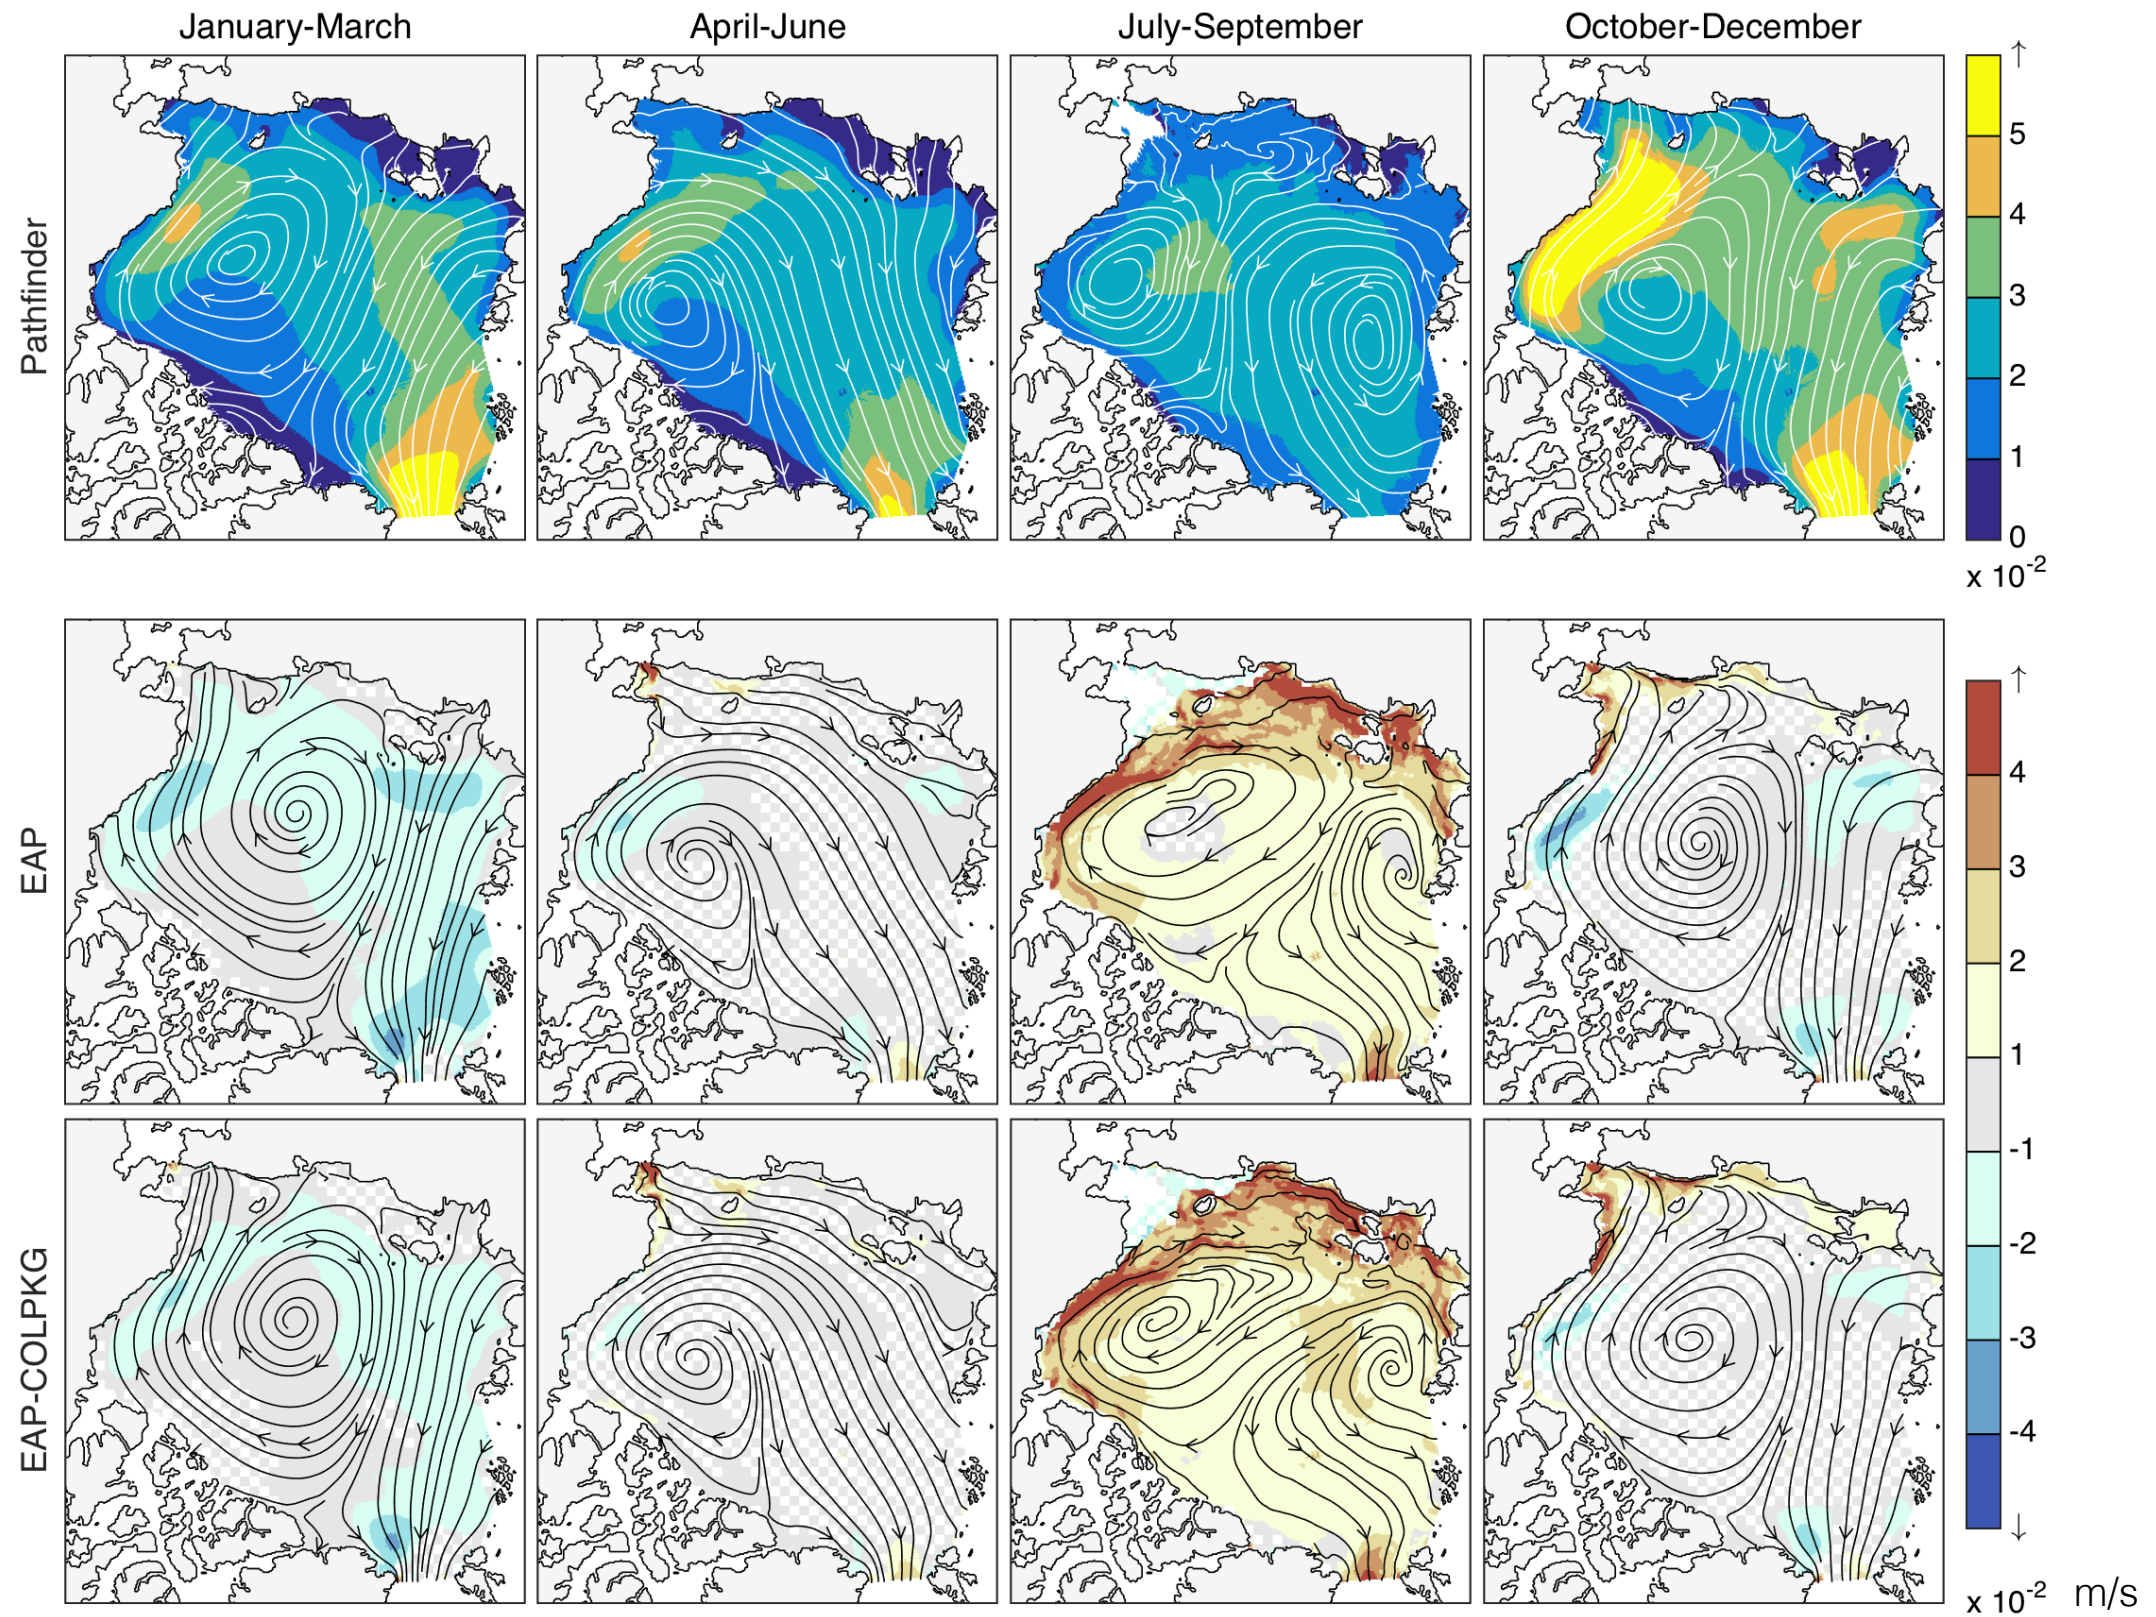 January-March April-June July-September October-December
Pathfinder
↑
5
4
3
2
1
0
x 10-2
EAP
EAP-COLPKG
↑
4
3
2
1
-1
-2
-3
-4
↓
x 10-2 m/s